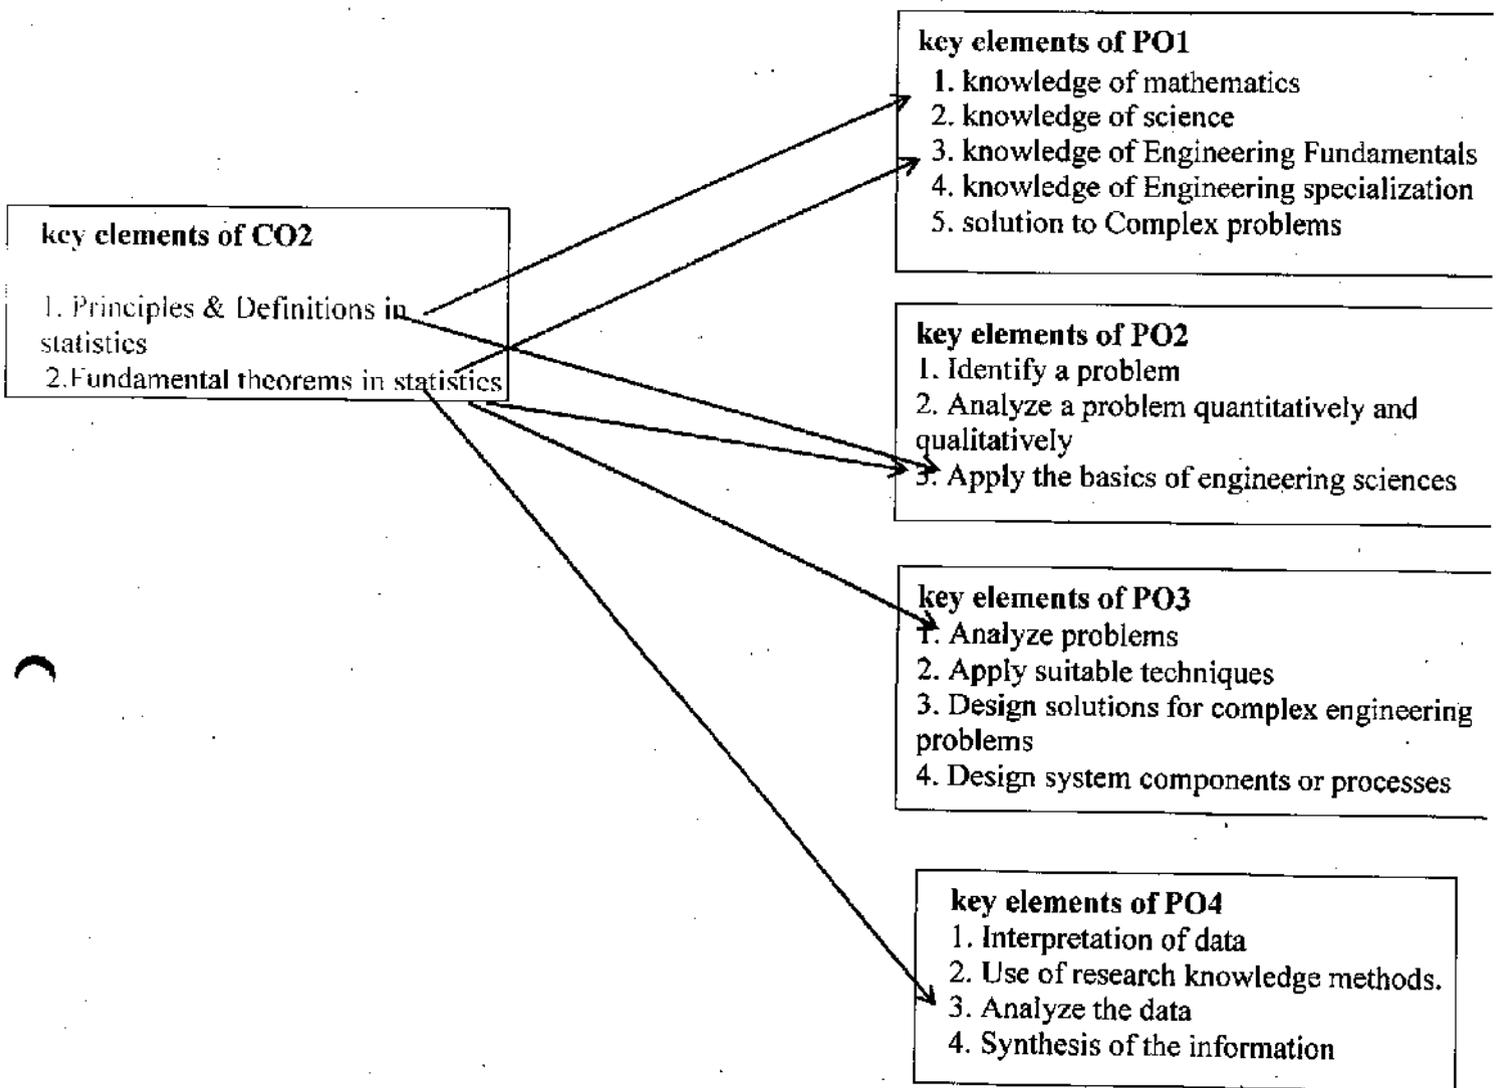 key elements of CO2
1. Principles & Definitions in
statistics
2.Fundamental theorems in statistics
key elements of PO1
1. knowledge of mathematics
2. knowledge of science
3. knowledge of Engineering Fundamentals
4. knowledge of Engineering specialization
5. solution to Complex problems
key elements of PO2
1. Identify a problem
2. Analyze a problem quantitatively and
qualitatively
3. Apply the basics of engineering sciences
key elements of PO3
1. Analyze problems
2. Apply suitable techniques
3. Design solutions for complex engineering
problems
4. Design system components or processes
key elements of PO4
1. Interpretation of data
2. Use of research knowledge methods.
3. Analyze the data
4. Synthesis of the information